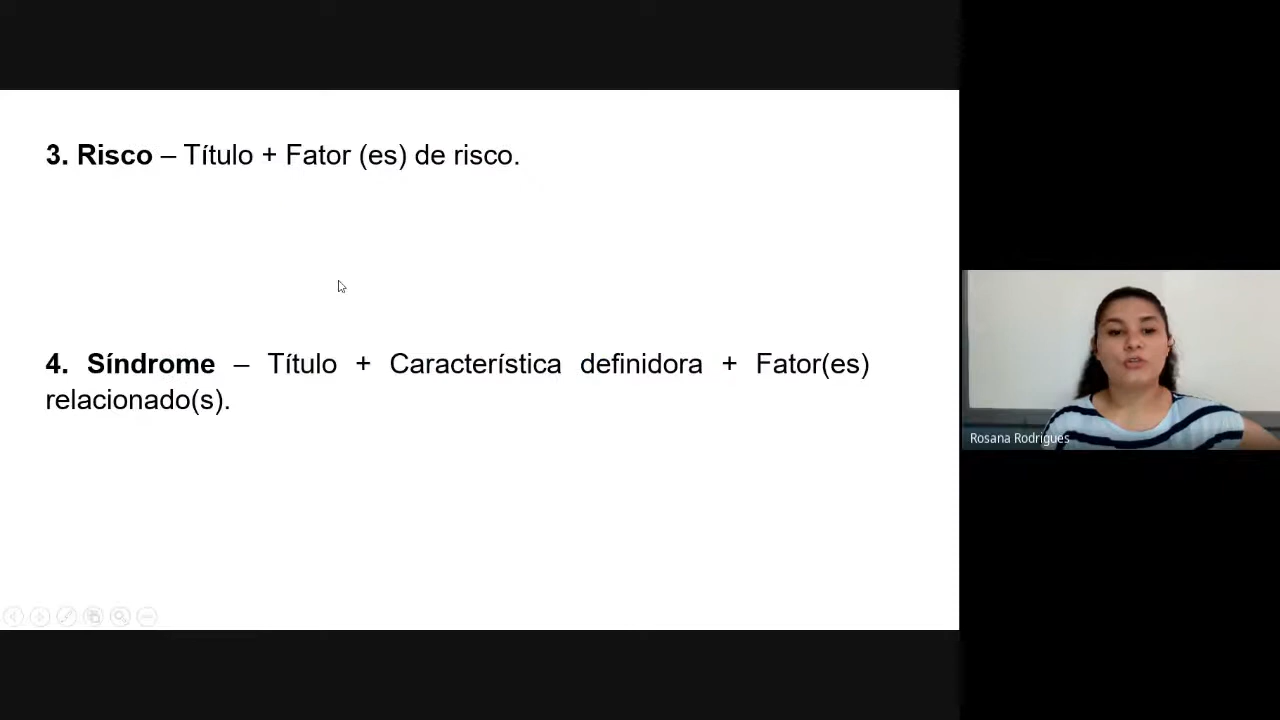 3. Risco – Título + Fator (es) de risco.
4. Síndrome – Título + Característica definidora + Fator(es)
relacionado(s).
Rosana Rodrigues